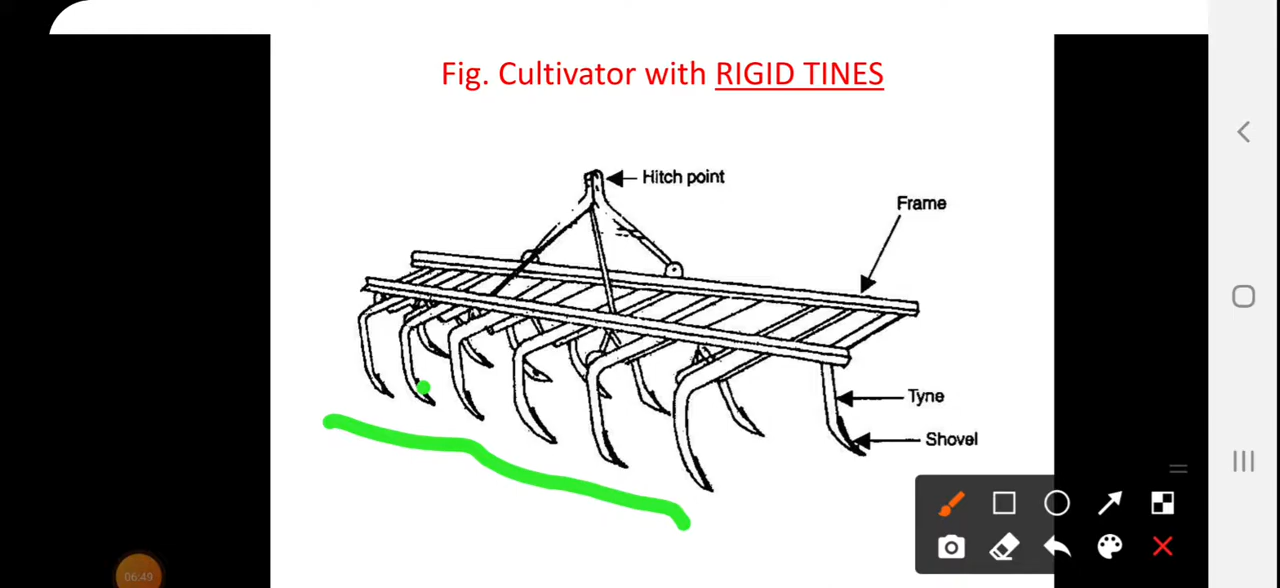 Fig. Cultivator with RIGID TINES
Hitch point
Frame
Tyne
Shovel
06:49